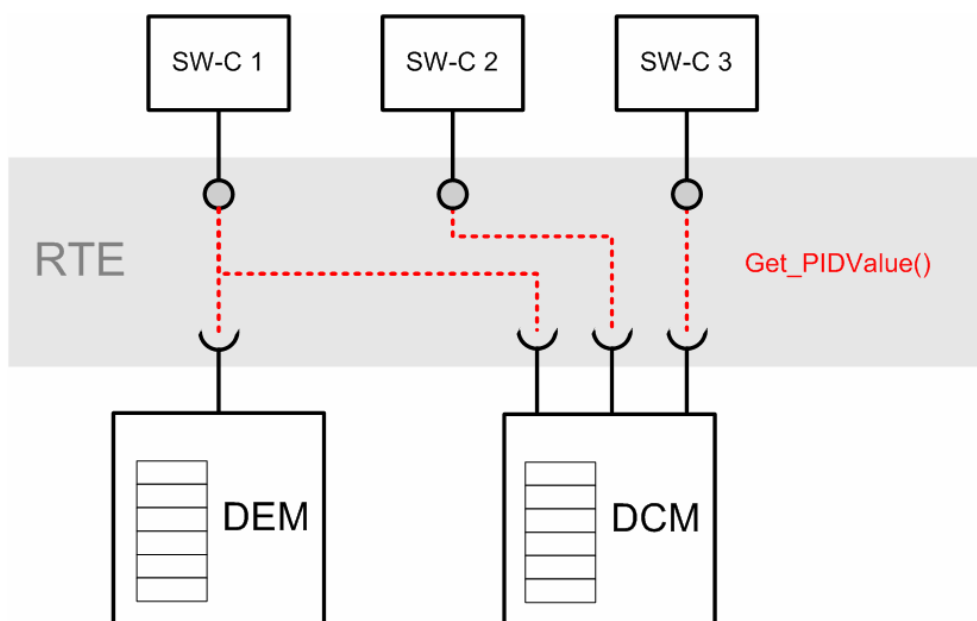 SW-C 1
SW-C 2
SW-C 3
RTE
Get_PIDValue()
DEM
DCM